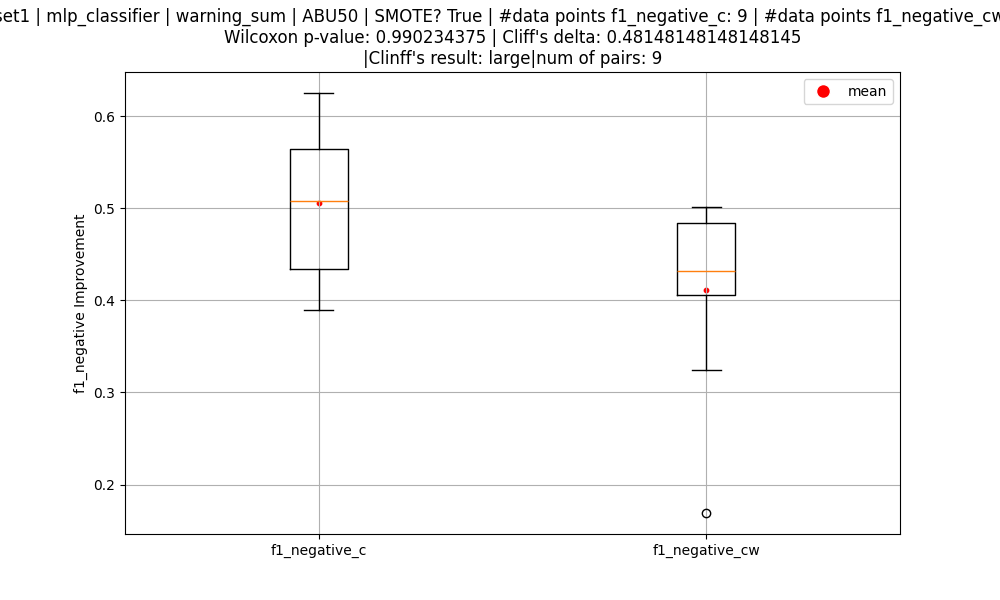 set1 | mlp_classifier | warning_sum | ABU50 | SMOTE? True | #data points f1_negative_c: 9 | #data points f1_negative_cw
Wilcoxon p-value: 0.990234375 | Cliff's delta: 0.48148148148148145
|Clinff's result: large|num of pairs: 9
mean
0.6
0.5
0.4
0.3
0.2
f1_negative Improvement
f1_negative_c
f1_negative_cw